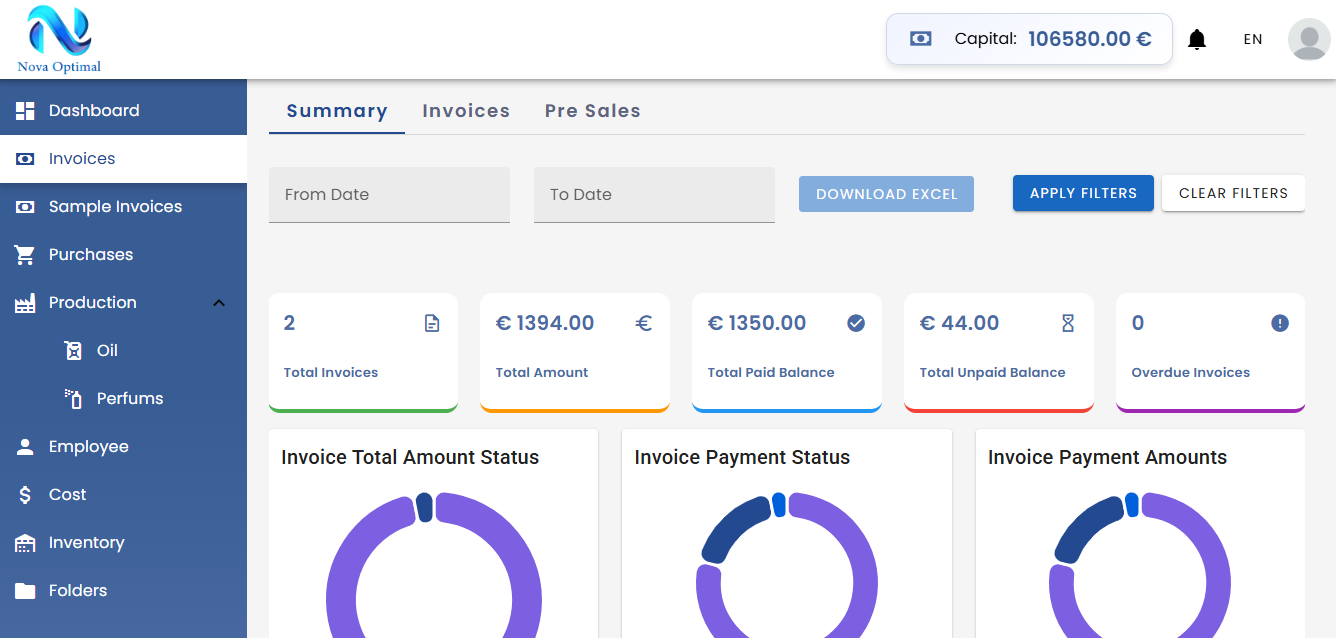 Nova Optimal
Capital: 106580.00 €
EN
Dashboard
Invoices
Sample Invoices
Purchases
Production
Oil
Perfums
Employee
Cost
Inventory
Folders
Summary Invoices Pre Sales
From Date To Date DOWNLOAD EXCEL APPLY FILTERS CLEAR FILTERS
2
Total Invoices
€ 1394.00
Total Amount
€ 1350.00
Total Paid Balance
€ 44.00
Total Unpaid Balance
0
Overdue Invoices
Invoice Total Amount Status
Invoice Payment Status
Invoice Payment Amounts